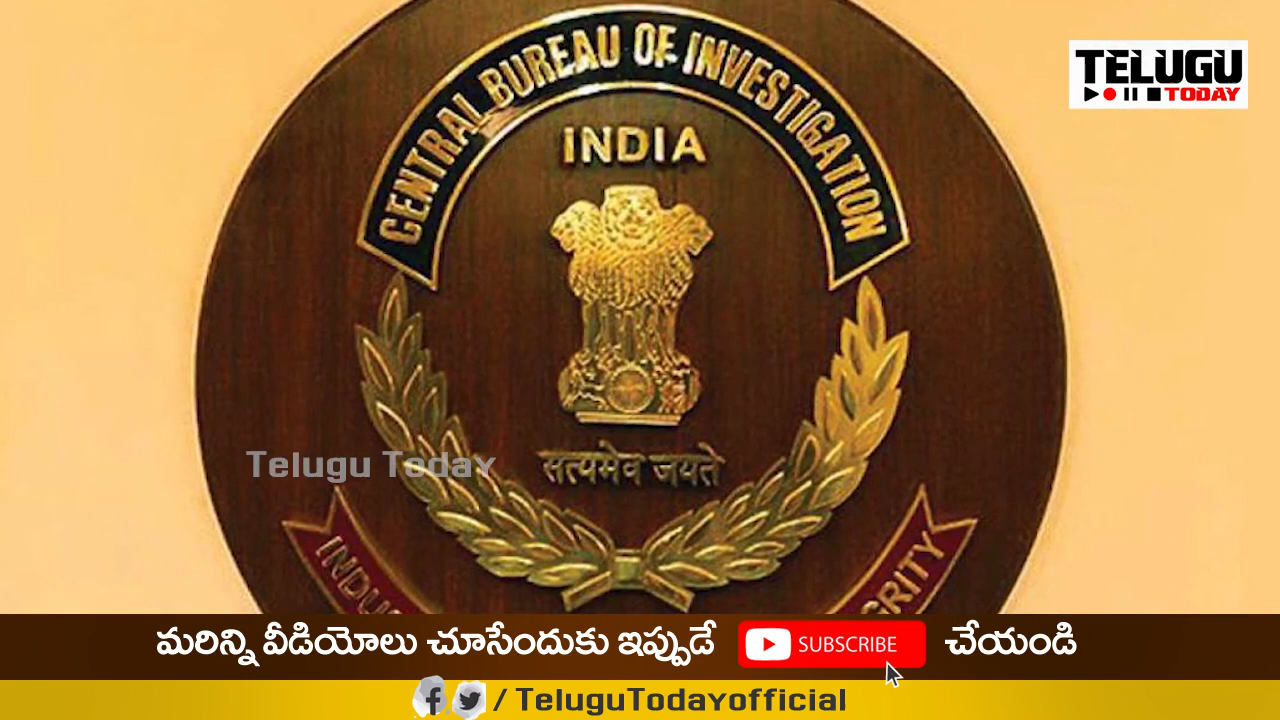 CENTRAL BUREAU OF INVESTIGATION
TELUGU
TODAY
INDIA
Telugu Today
सत्यमेव जयते
మరిన్ని వీడియోలు చూసేందుకు ఇప్పుడే SUBSCRIBE చేయండి
/ TeluguTodayofficial